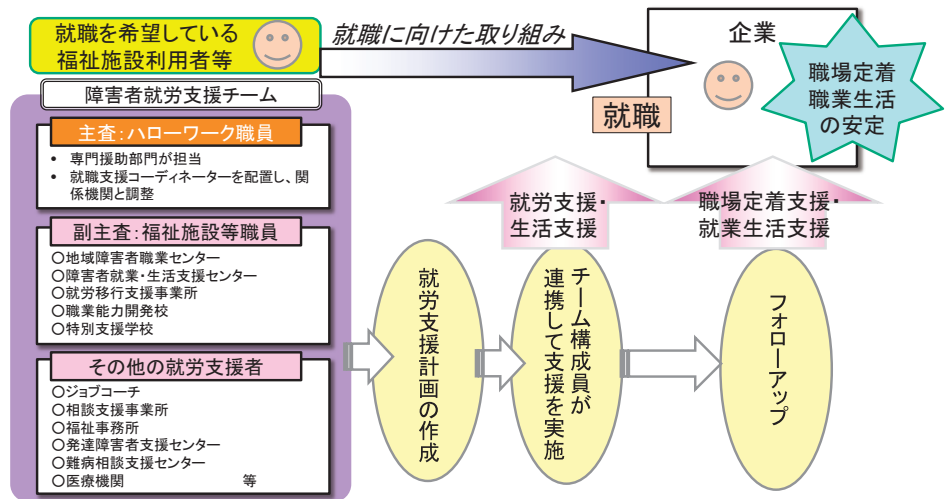 就職を希望している
福祉施設利用者等
就職に向けた取り組み
企業
就職
職場定着
職業生活
の安定
障害者就労支援チーム
主査：ハローワーク職員
• 専門援助部門が担当
• 就職支援コーディネーターを配置し、関
係機関と調整
副主査：福祉施設等職員
○地域障害者職業センター
○障害者就業・生活支援センター
○就労移行支援事業所
○職業能力開発校
○特別支援学校
その他の就労支援者
○ジョブコーチ
○相談支援事業所
○福祉事務所
○発達障害者支援センター
○難病相談支援センター
○医療機関　　　　　　等
就労支援・
生活支援
職場定着支援・
就業生活支援
就労支援計画の作成
チーム構成員が
連携して支援を実施
フォローアップ